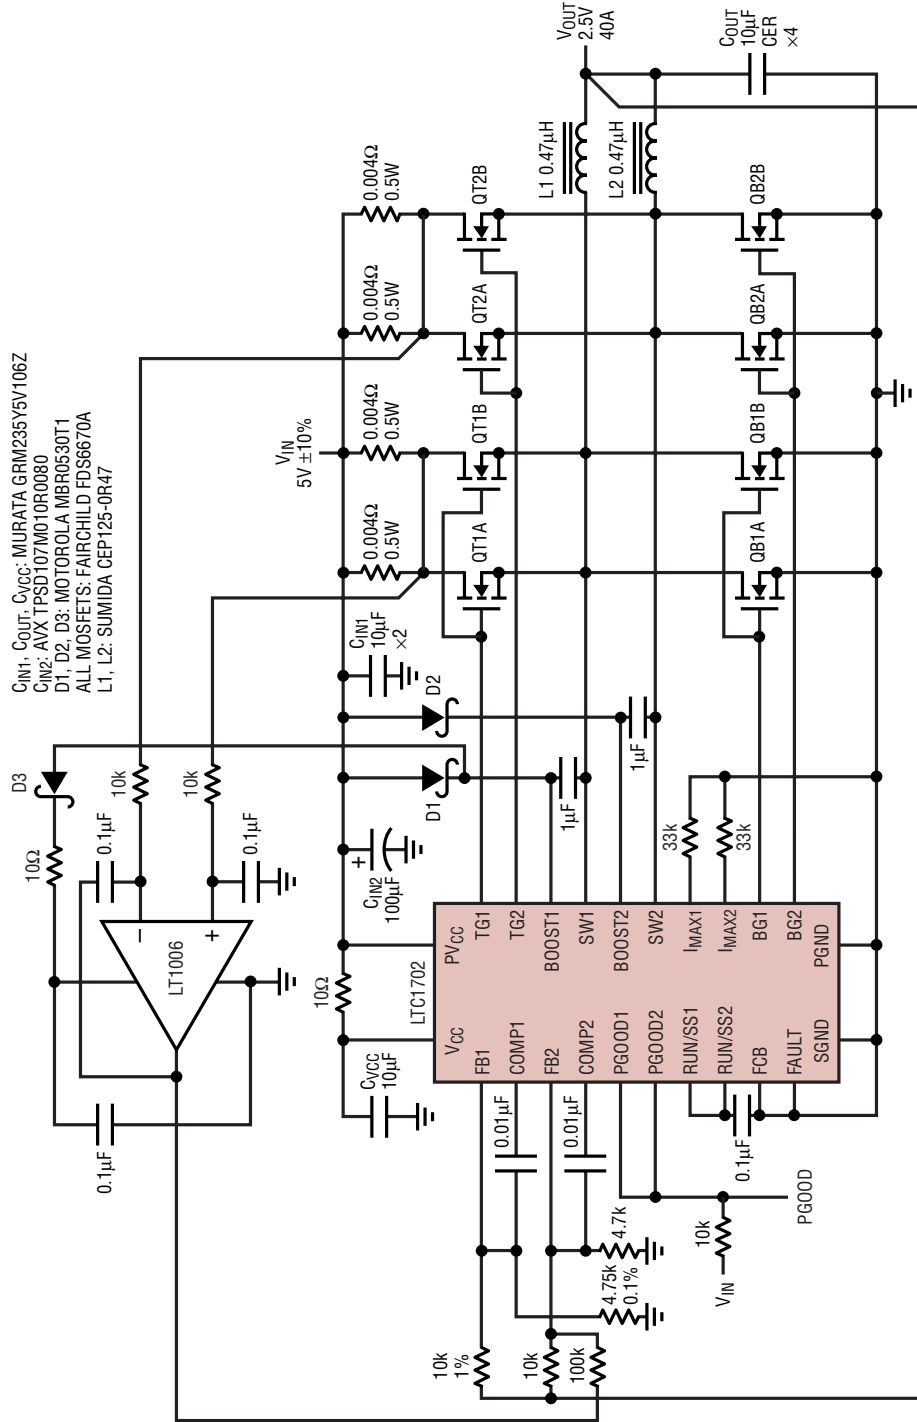 C_IN1, C_OUT, C_VCC: MURATA GRM235Y5V106Z
C_IN2: AVX TPSD107M010R0080
D1, D2, D3: MOTOROLA MBR0530T1
ALL MOSFETS: FAIRCHILD FDS6670A
L1, L2: SUMIDA CEP125-0R47
D3
10Ω
0.1µF
10k
10k
0.1µF
–
+
LT1006
0.1µF
V_IN
5V ±10%
0.004Ω
0.5W
0.004Ω
0.5W
0.004Ω
0.5W
0.004Ω
0.5W
C_VCC
10µF
10Ω
+
C_IN2
100µF
D1
D2
C_IN1
10µF
×2
1µF
1µF
QT1A
QT1B
QT2A
QT2B
L1 0.47µH
L2 0.47µH
V_OUT
2.5V
40A
C_OUT
10µF
CER
×4
QB1A
QB1B
QB2A
QB2B
LTC1702
V_CC
PV_CC
FB1
COMP1
FB2
COMP2
PGOOD1
PGOOD2
RUN/SS1
RUN/SS2
FCB
FAULT
SGND
TG1
TG2
BOOST1
SW1
BOOST2
SW2
I_MAX1
I_MAX2
BG1
BG2
PGND
33k
33k
0.01µF
0.01µF
0.1µF
10k
1%
10k
100k
4.75k
0.1%
4.7k
V_IN
10k
PGOOD